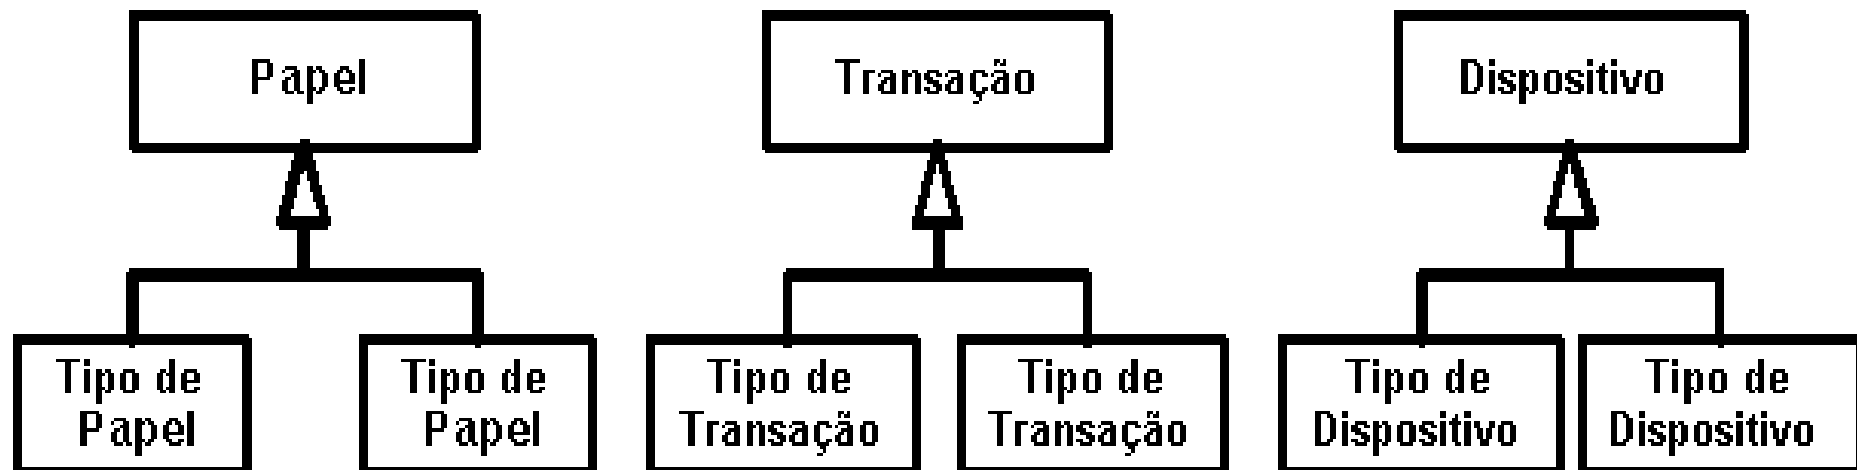 Papel
Transação
Dispositivo
Tipo de
Papel
Tipo de
Papel
Tipo de
Transação
Tipo de
Transação
Tipo de
Dispositivo
Tipo de
Dispositivo